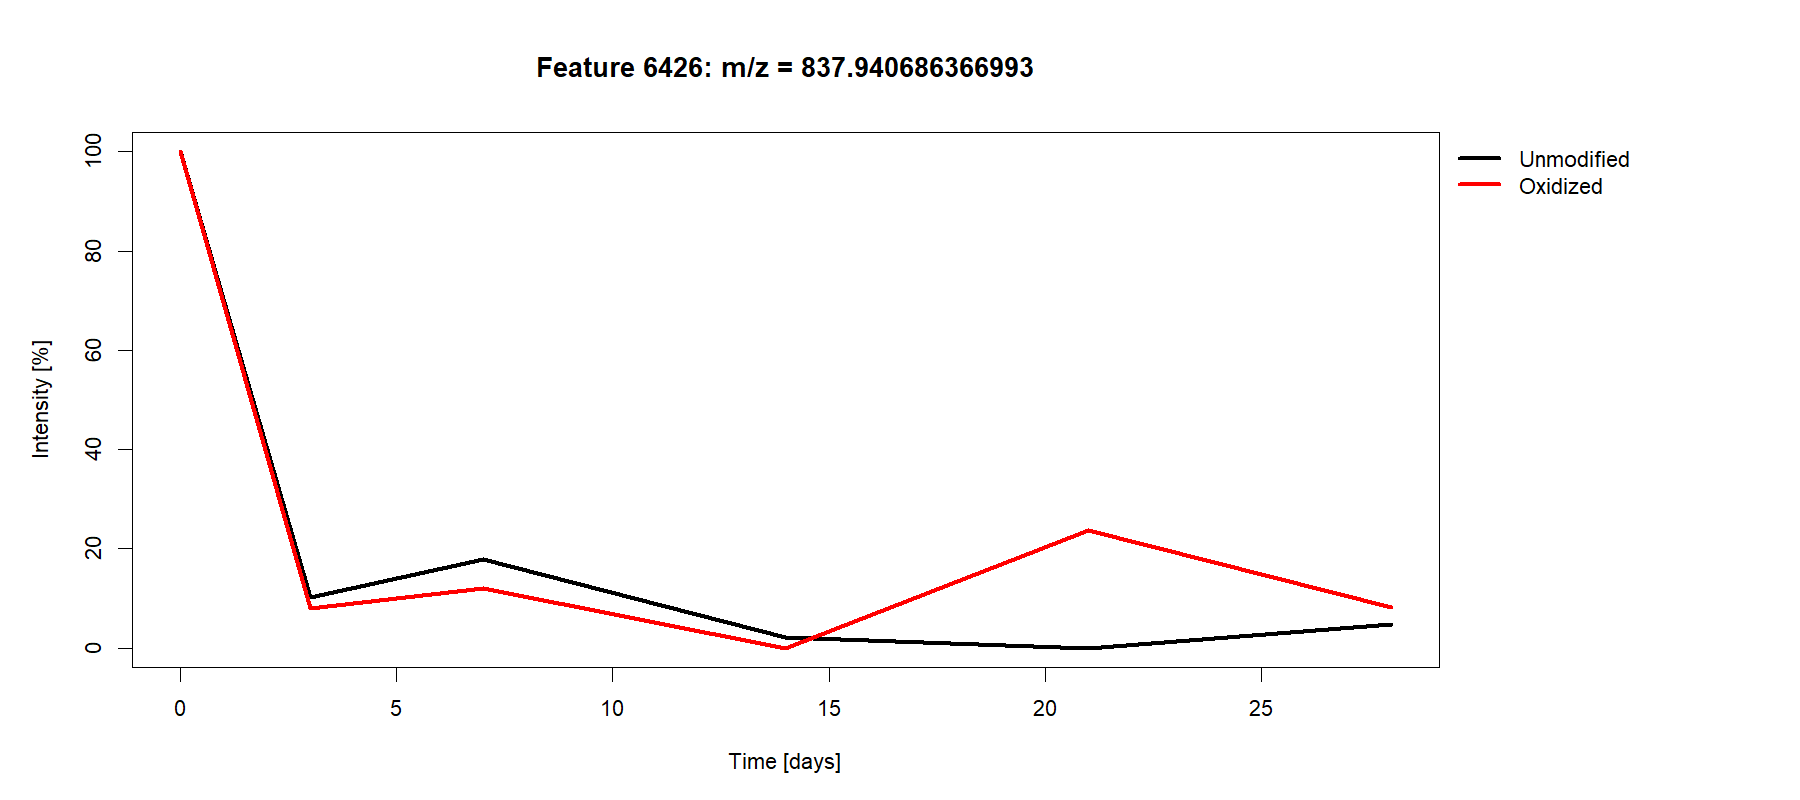 Feature 6426: m/z = 837.940686366993
Unmodified
Oxidized
Intensity [%]
100
80
60
40
20
0
0 5 10 15 20 25
Time [days]